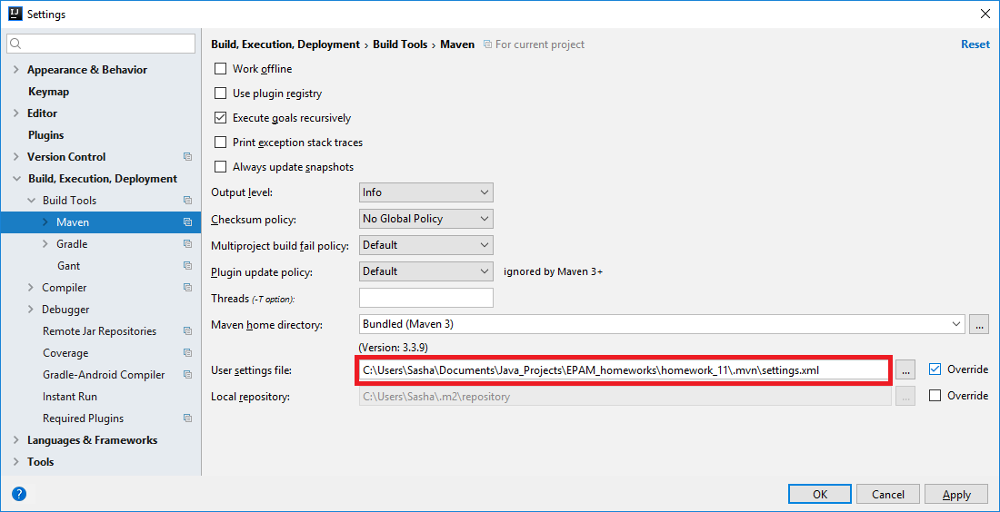 IJ Settings
Build, Execution, Deployment › Build Tools › Maven For current project Reset
Appearance & Behavior
Keymap
Editor
Plugins
Version Control
Build, Execution, Deployment
Build Tools
Maven
Gradle
Gant
Compiler
Debugger
Remote Jar Repositories
Coverage
Gradle-Android Compiler
Instant Run
Required Plugins
Languages & Frameworks
Tools
Work offline
Use plugin registry
Execute goals recursively
Print exception stack traces
Always update snapshots
Output level: Info
Checksum policy: No Global Policy
Multiproject build fail policy: Default
Plugin update policy: Default ignored by Maven 3+
Threads (-T option):
Maven home directory: Bundled (Maven 3) ...
(Version: 3.3.9)
User settings file: C:\Users\Sasha\Documents\Java_Projects\EPAM_homeworks\homework_11\.mvn\settings.xml ... Override
Local repository: C:\Users\Sasha\.m2\repository ... Override
? OK Cancel Apply